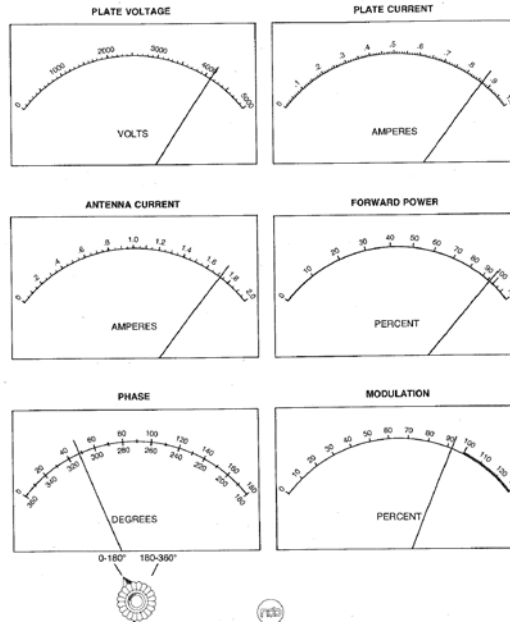 PLATE VOLTAGE
0 1000 2000 3000 4000 5000
VOLTS
PLATE CURRENT
0 .1 .2 .3 .4 .5 .6 .7 .8 .9
AMPERES
ANTENNA CURRENT
0 .2 .4 .6 .8 1.0 1.2 1.4 1.6 1.8 2.0
AMPERES
FORWARD POWER
0 10 20 30 40 50 60 70 80 90 100
PERCENT
PHASE
0 20 40 60 80 100 120 140 160 180
360 340 320 300 280 260 240 220 200 180
DEGREES
0-180° 180-360°
MODULATION
0 10 20 30 40 50 60 70 80 90 100 110 120
PERCENT